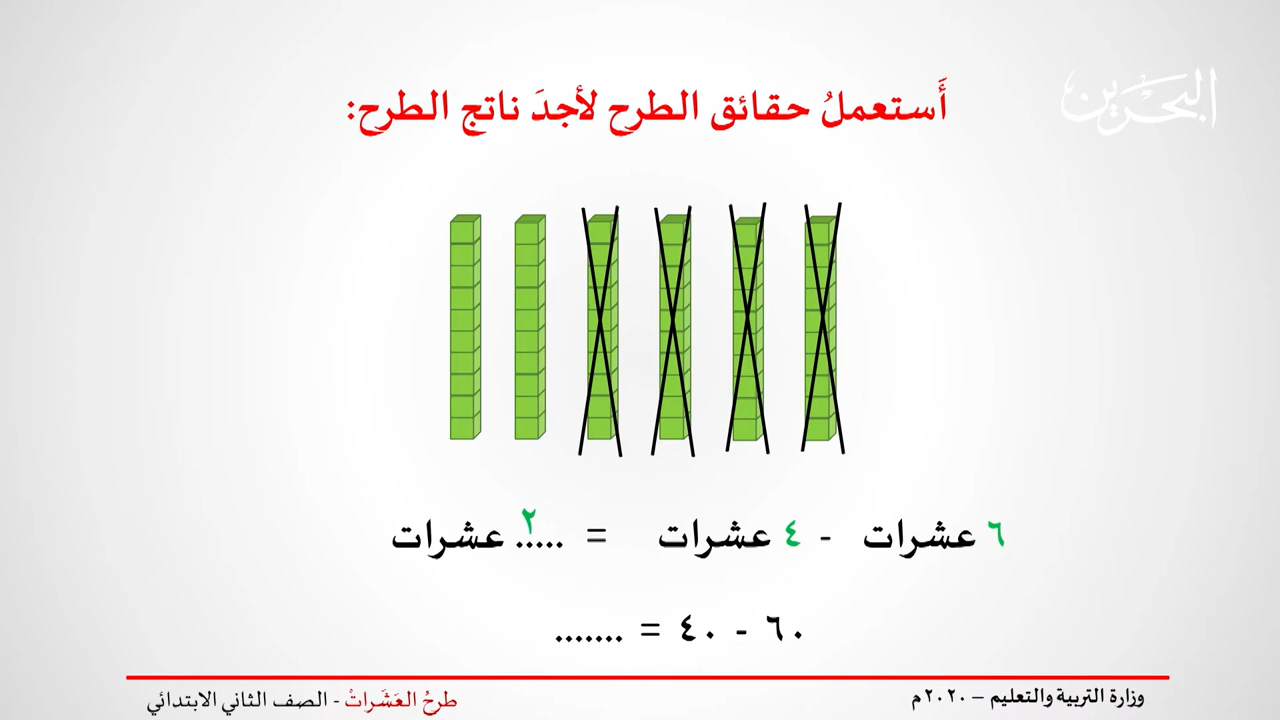 البحرين
أَستعملُ حقائق الطرح لأجدَ ناتج الطرح:
٦ عشرات - ٤ عشرات = ..٢... عشرات
٦٠ - ٤٠ = .......
وزارة التربية والتعليم – ٢٠٢٠م
طرحُ العَشَراتْ - الصف الثاني الابتدائي